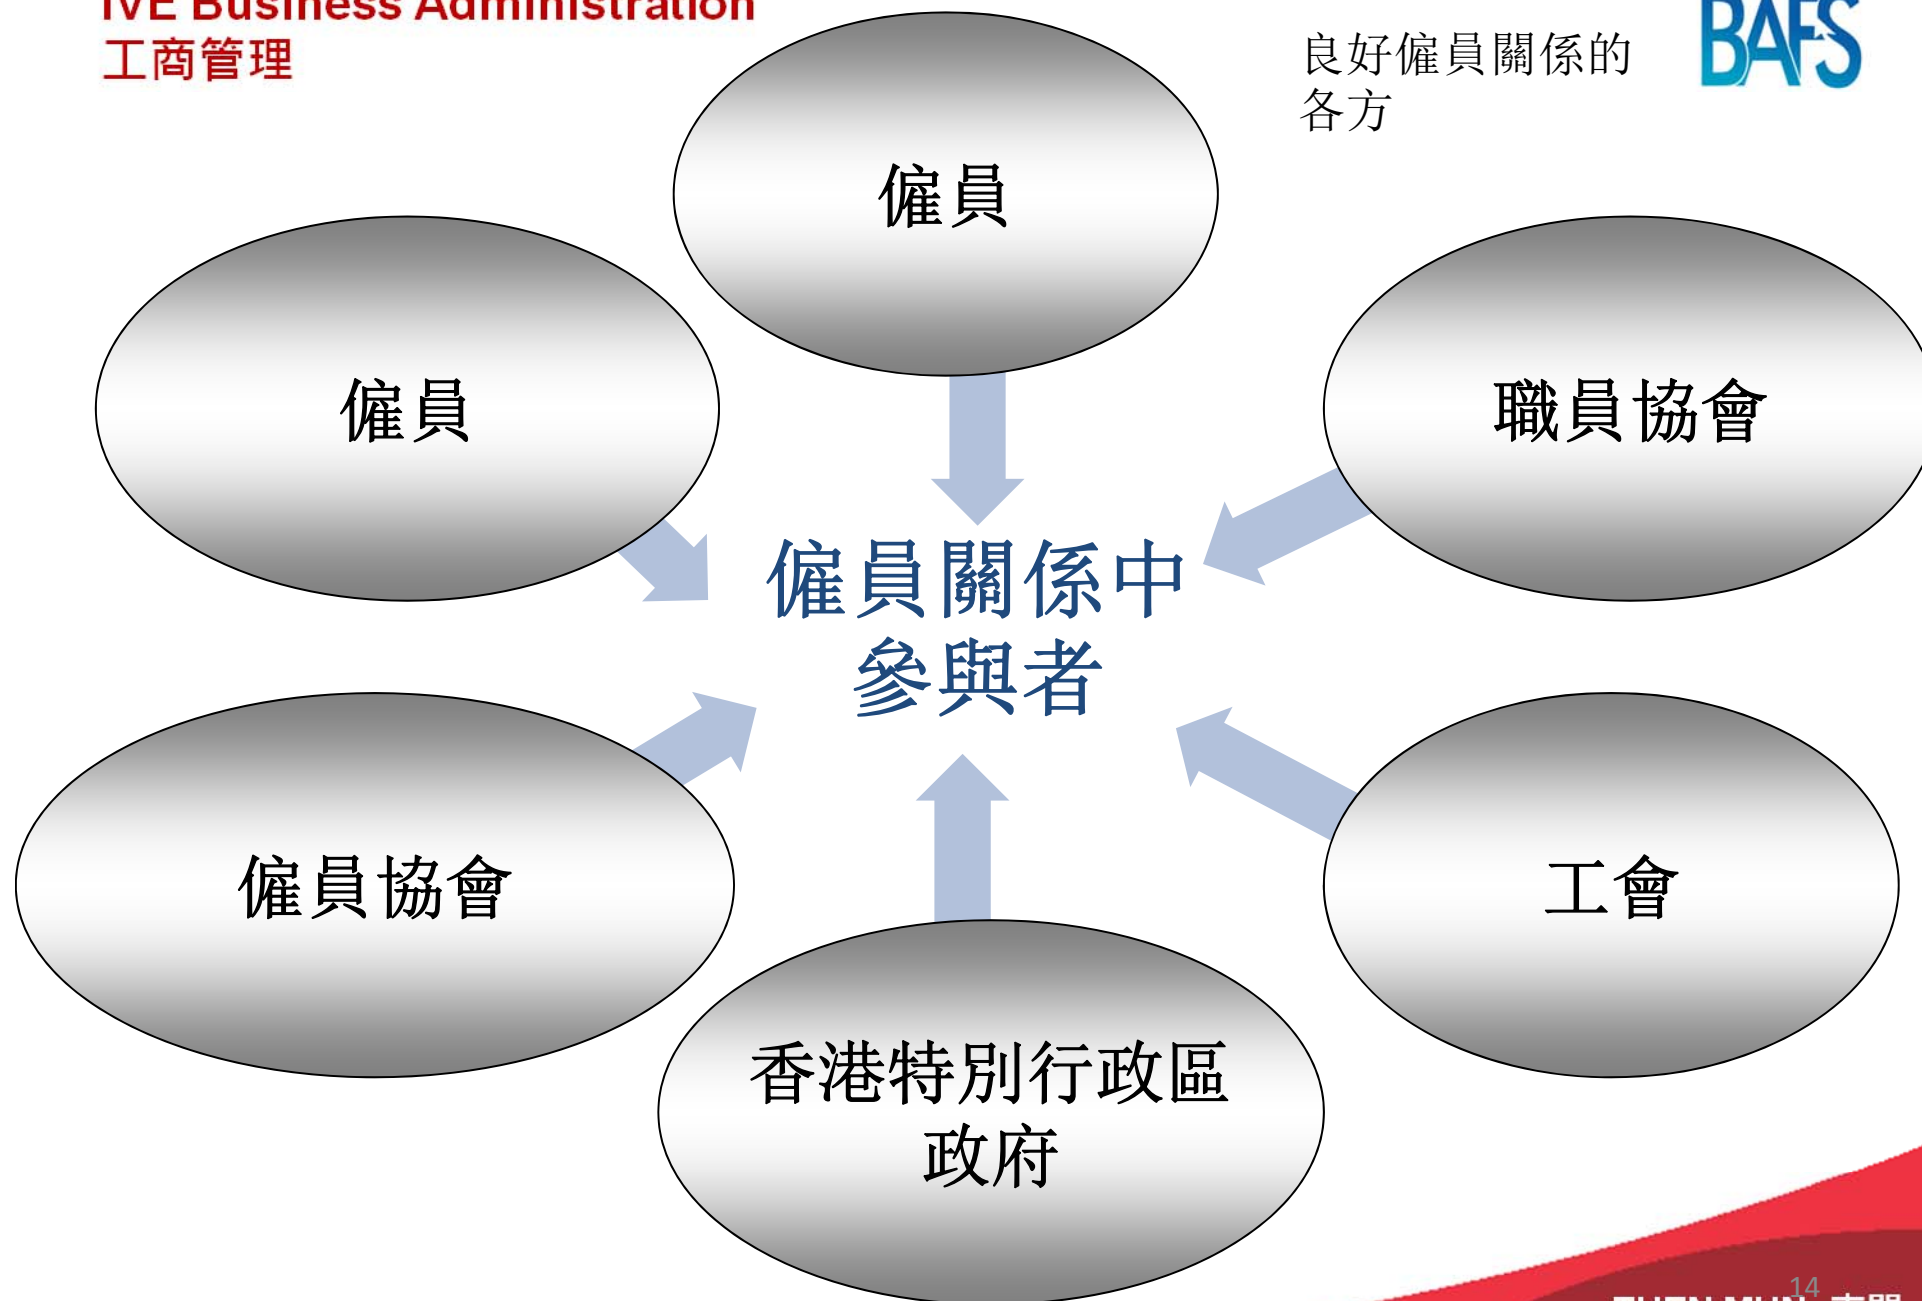 IVE Business Administration
工商管理
良好僱員關係的
各方
BAFS
僱員
僱員
職員協會
僱員關係中
參與者
僱員協會
工會
香港特別行政區
政府
14